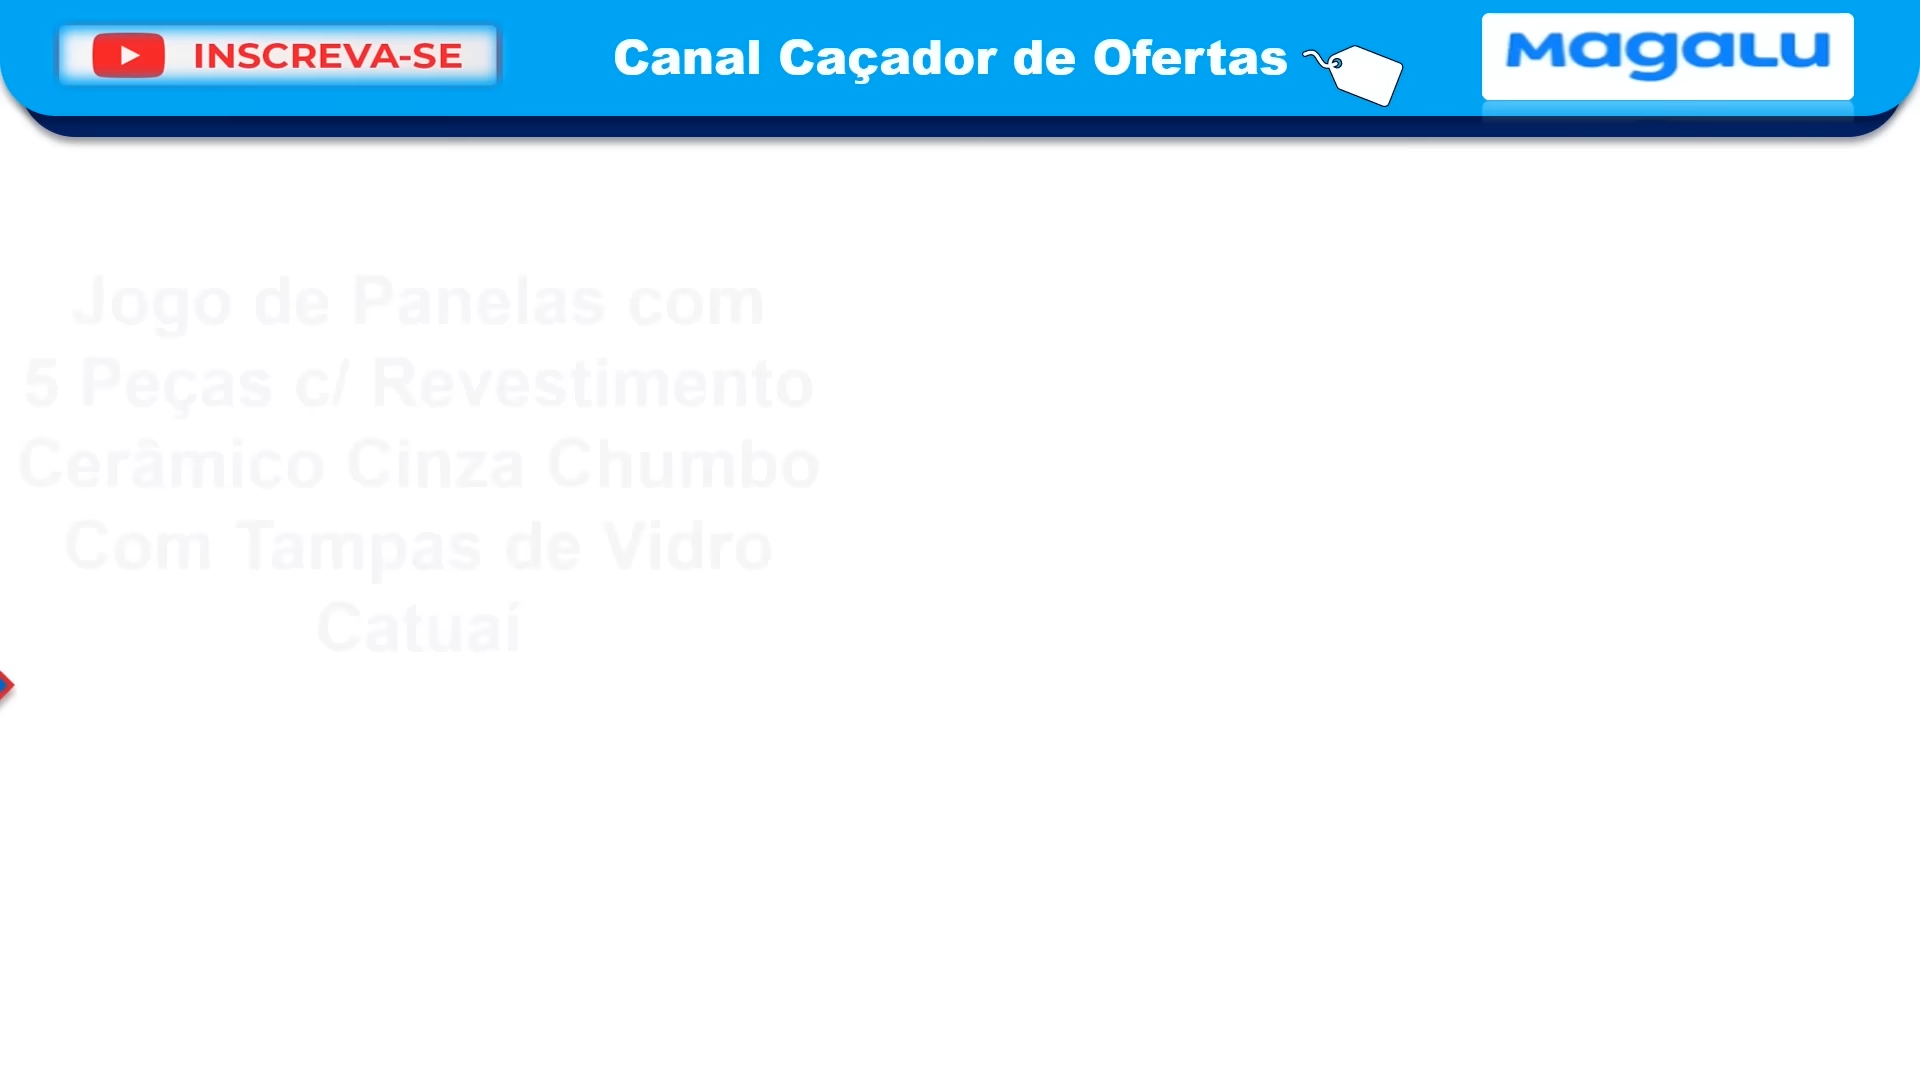 INSCREVA-SE
Canal Caçador de Ofertas
Magalu
Jogo de Panelas com
5 Peças c/ Revestimento
Cerâmico Cinza Chumbo
Com Tampas de Vidro
Catuaí